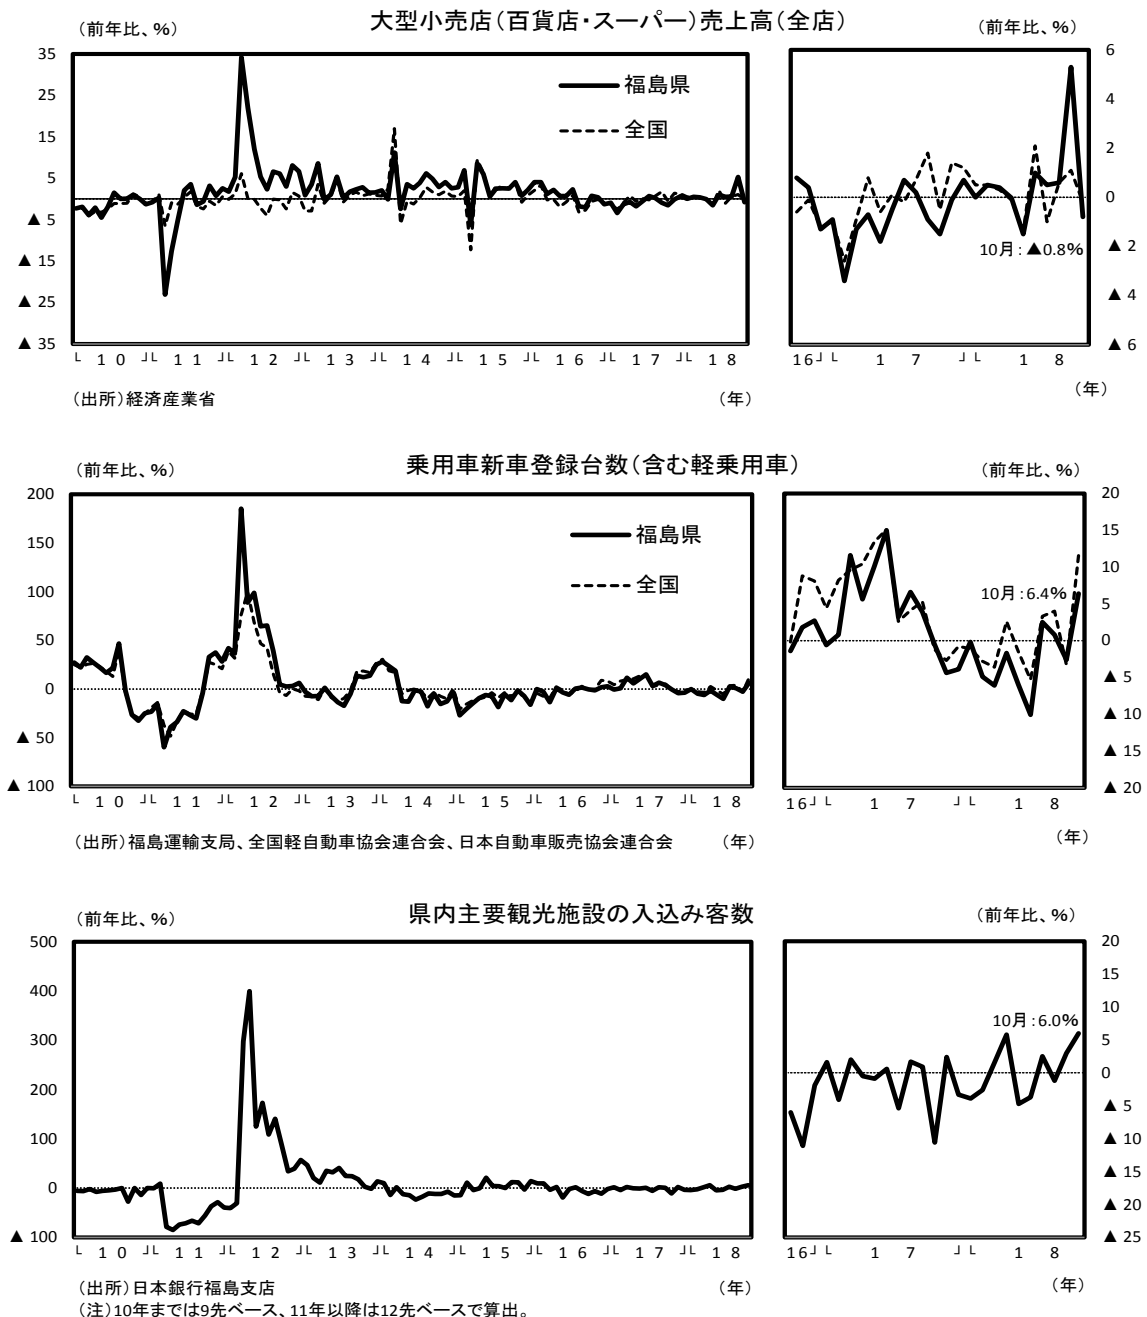 大型小売店(百貨店・スーパー)売上高(全店)
(前年比、%)
(前年比、%)
35
25
15
5
▲ 5
▲ 15
▲ 25
▲ 35
福島県
全国
6
4
2
0
▲ 2
▲ 4
▲ 6
10月:▲0.8%
└ 10 ┘└ 11 ┘└ 12 ┘└ 13 ┘└ 14 ┘└ 15 ┘└ 16 ┘└ 17 ┘└ 18
16┘└ 17 ┘└ 18
(年)
(出所)経済産業省
(年)
乗用車新車登録台数(含む軽乗用車)
(前年比、%)
(前年比、%)
200
150
100
50
0
▲ 50
▲ 100
福島県
全国
20
15
10
5
0
▲ 5
▲ 10
▲ 15
▲ 20
10月:6.4%
└ 10 ┘└ 11 ┘└ 12 ┘└ 13 ┘└ 14 ┘└ 15 ┘└ 16 ┘└ 17 ┘└ 18
16┘└ 17 ┘└ 18
(年)
(出所)福島運輸支局、全国軽自動車協会連合会、日本自動車販売協会連合会
(年)
県内主要観光施設の入込み客数
(前年比、%)
(前年比、%)
500
400
300
200
100
0
▲ 100
20
15
10
5
0
▲ 5
▲ 10
▲ 15
▲ 20
▲ 25
10月:6.0%
└ 10 ┘└ 11 ┘└ 12 ┘└ 13 ┘└ 14 ┘└ 15 ┘└ 16 ┘└ 17 ┘└ 18
16┘└ 17 ┘└ 18
(出所)日本銀行福島支店
(年)
(年)
(注)10年までは9先ベース、11年以降は12先ベースで算出。